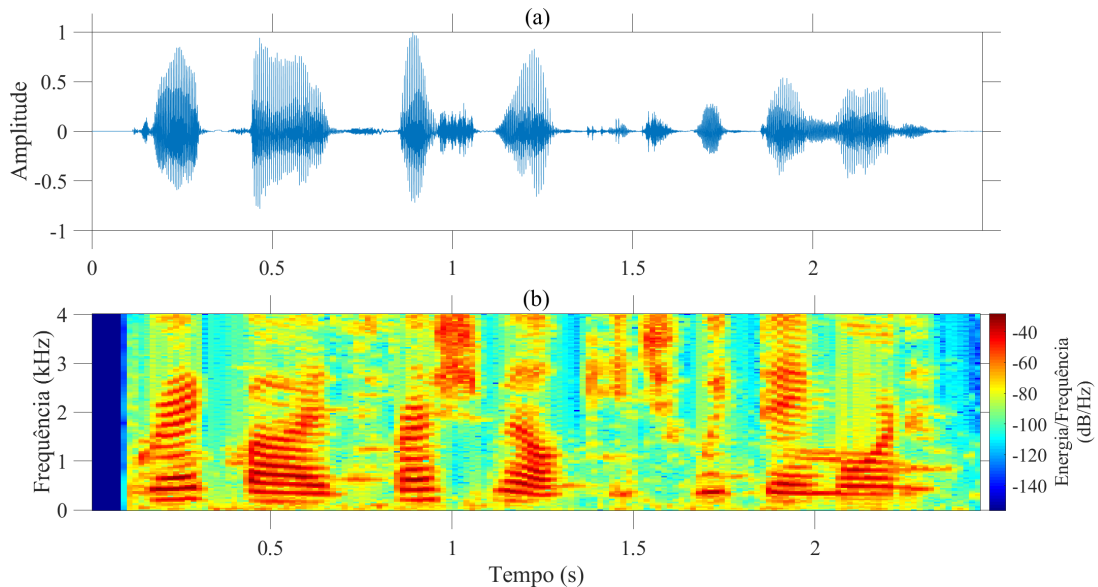 (a)
1
0.5
0
-0.5
-1
Amplitude
0 0.5 1 1.5 2
(b)
4
3
2
1
0
Frequência (kHz)
0.5 1 1.5 2
Tempo (s)
-40
-60
-80
-100
-120
-140
Energia/Frequência
(dB/Hz)